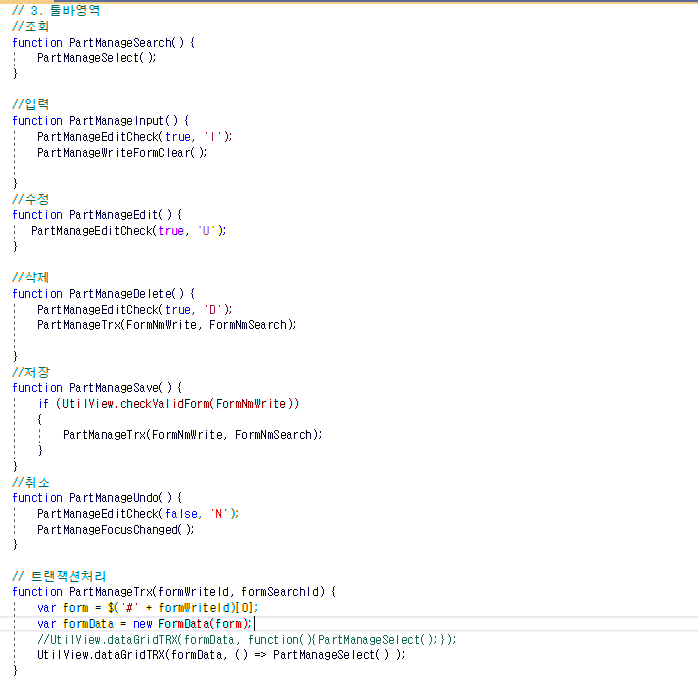 // 3. 툴바영역
//조회
function PartManageSearch() {
PartManageSelect();
}
//입력
function PartManageInput() {
PartManageEditCheck(true, 'I');
PartManageWriteFormClear();
}
//수정
function PartManageEdit() {
PartManageEditCheck(true, 'U');
}
//삭제
function PartManageDelete() {
PartManageEditCheck(true, 'D');
PartManageTrx(FormNmWrite, FormNmSearch);
}
//저장
function PartManageSave() {
if (UtilView.checkValidForm(FormNmWrite))
{
PartManageTrx(FormNmWrite, FormNmSearch);
}
}
//취소
function PartManageUndo() {
PartManageEditCheck(false, 'N');
PartManageFocusChanged();
}
// 트랜잭션처리
function PartManageTrx(formWriteId, formSearchId) {
var form = $('#' + formWriteId)[0];
var formData = new FormData(form);
//UtilView.dataGridTRX(formData, function(){PartManageSelect();});
UtilView.dataGridTRX(formData, () => PartManageSelect() );
}